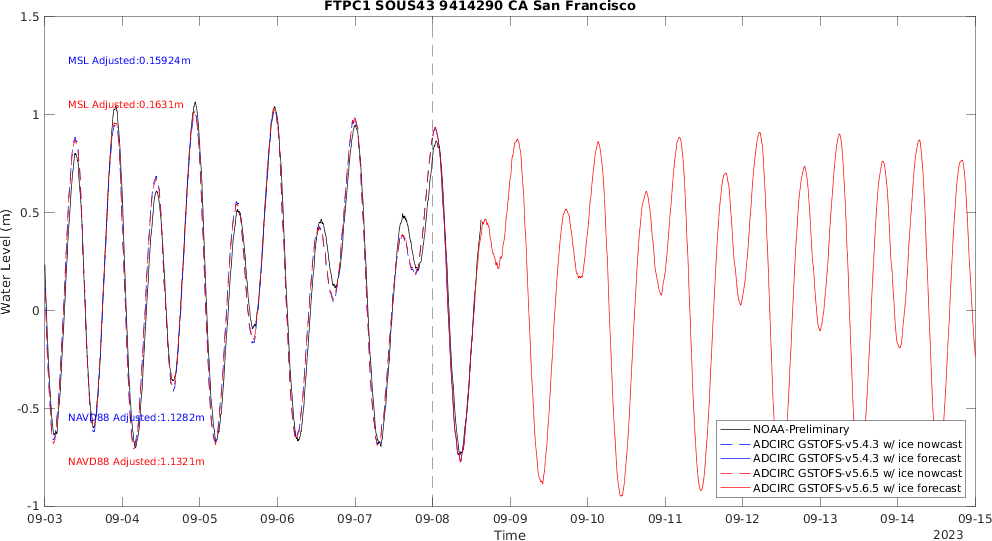 FTPC1 SOUS43 9414290 CA San Francisco
1.5
1
0.5
0
-0.5
-1
Water Level (m)
MSL Adjusted:0.15924m
MSL Adjusted:0.1631m
NAVD88 Adjusted:1.1282m
NAVD88 Adjusted:1.1321m
NOAA-Preliminary
ADCIRC GSTOFS-v5.4.3 w/ ice nowcast
ADCIRC GSTOFS-v5.4.3 w/ ice forecast
ADCIRC GSTOFS-v5.6.5 w/ ice nowcast
ADCIRC GSTOFS-v5.6.5 w/ ice forecast
09-03 09-04 09-05 09-06 09-07 09-08 09-09 09-10 09-11 09-12 09-13 09-14 09-15
Time
2023